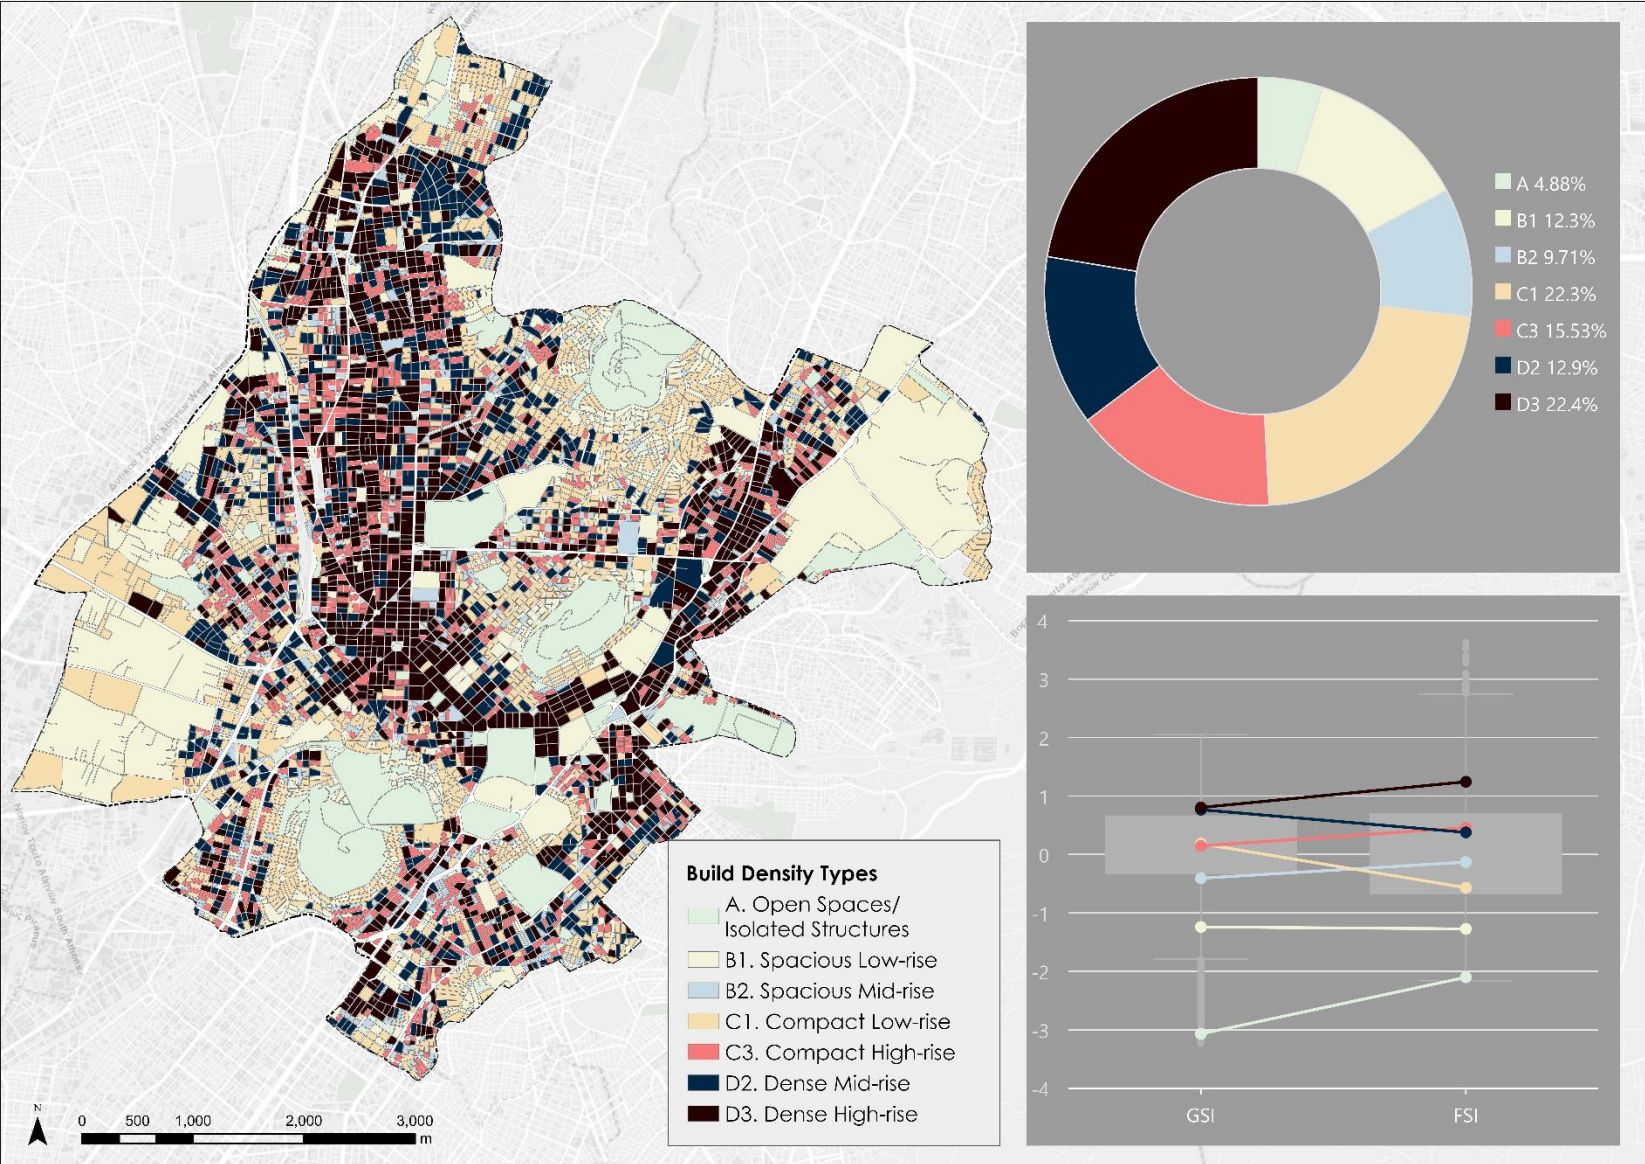 A 4.88%
B1 12.3%
B2 9.71%
C1 22.3%
C3 15.53%
D2 12.9%
D3 22.4%
4
3
2
1
0
-1
-2
-3
-4
GSI
FSI
Build Density Types
A. Open Spaces/
Isolated Structures
B1. Spacious Low-rise
B2. Spacious Mid-rise
C1. Compact Low-rise
C3. Compact High-rise
D2. Dense Mid-rise
D3. Dense High-rise
N
0 500 1,000 2,000 3,000
m